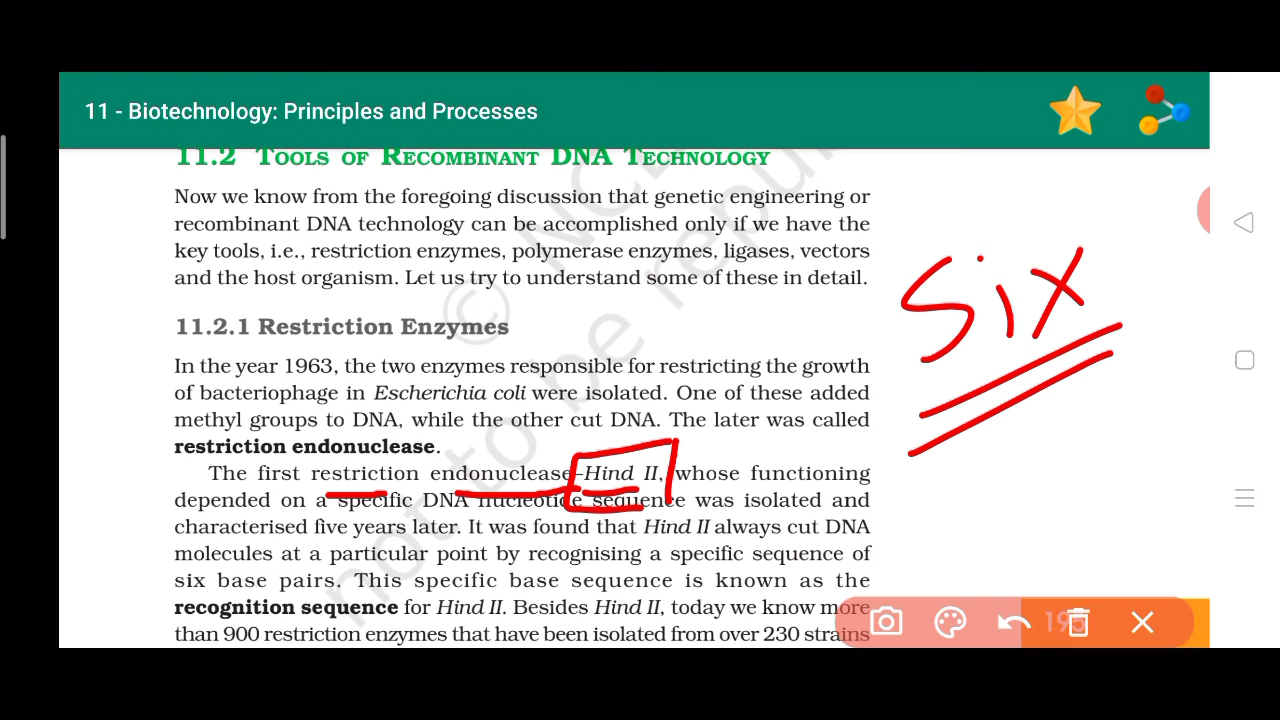 11 - Biotechnology: Principles and Processes
11.2 TOOLS OF RECOMBINANT DNA TECHNOLOGY
Now we know from the foregoing discussion that genetic engineering or
recombinant DNA technology can be accomplished only if we have the
key tools, i.e., restriction enzymes, polymerase enzymes, ligases, vectors
and the host organism. Let us try to understand some of these in detail.
six
11.2.1 Restriction Enzymes
In the year 1963, the two enzymes responsible for restricting the growth
of bacteriophage in Escherichia coli were isolated. One of these added
methyl groups to DNA, while the other cut DNA. The later was called
restriction endonuclease.
The first restriction endonuclease–Hind II, whose functioning
depended on a specific DNA nucleotide sequence was isolated and
characterised five years later. It was found that Hind II always cut DNA
molecules at a particular point by recognising a specific sequence of
six base pairs. This specific base sequence is known as the
recognition sequence for Hind II. Besides Hind II, today we know more
than 900 restriction enzymes that have been isolated from over 230 strains
195
© NCE
not to be republ